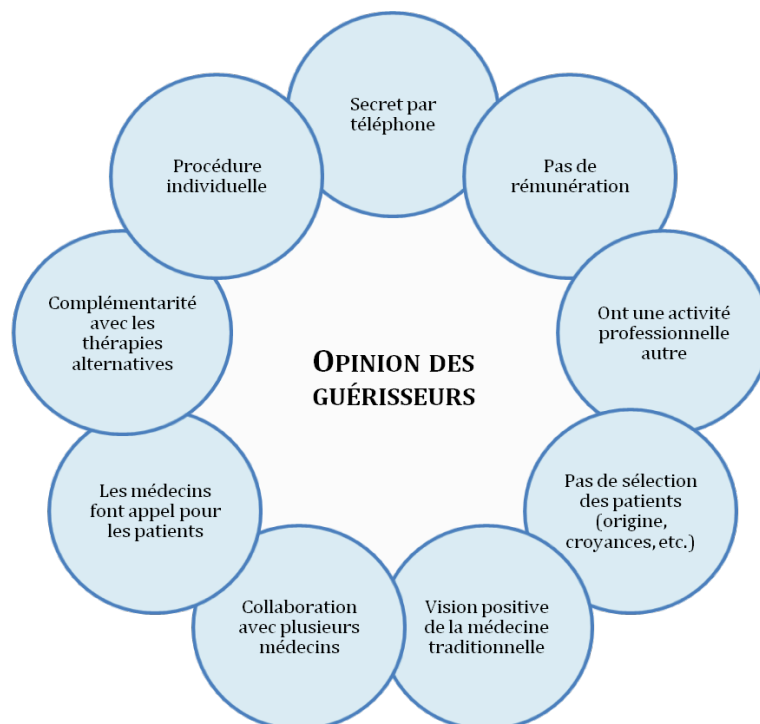 Secret par
téléphone
Pas de
rémunération
Ont une activité
professionnelle
autre
Pas de sélection
des patients
(origine,
croyances, etc.)
Vision positive
de la médecine
traditionnelle
Collaboration
avec plusieurs
médecins
Les médecins
font appel pour
les patients
Complémentarité
avec les
thérapies
alternatives
Procédure
individuelle
OPINION DES
GUÉRISSEURS